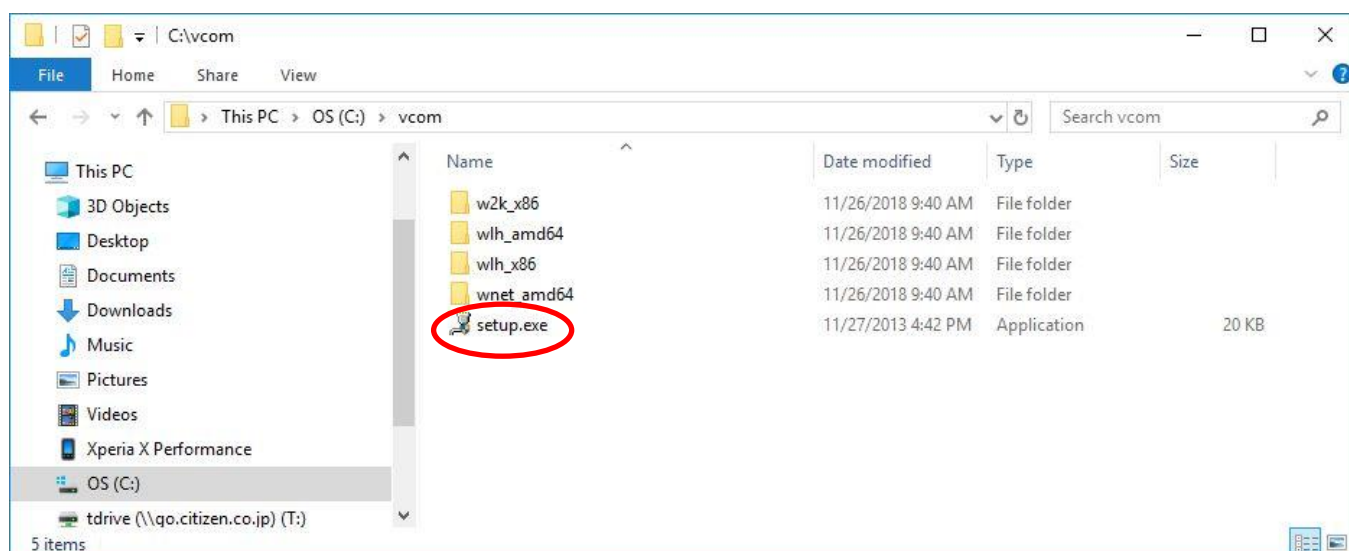 C:\vcom
File Home Share View
This PC > OS (C:) > vcom Search vcom
Name Date modified Type Size
This PC
3D Objects
Desktop
Documents
Downloads
Music
Pictures
Videos
Xperia X Performance
OS (C:)
tdrive (\\qo.citizen.co.jp) (T:)
w2k_x86 11/26/2018 9:40 AM File folder
wlh_amd64 11/26/2018 9:40 AM File folder
wlh_x86 11/26/2018 9:40 AM File folder
wnet_amd64 11/26/2018 9:40 AM File folder
setup.exe 11/27/2013 4:42 PM Application 20 KB
5 items